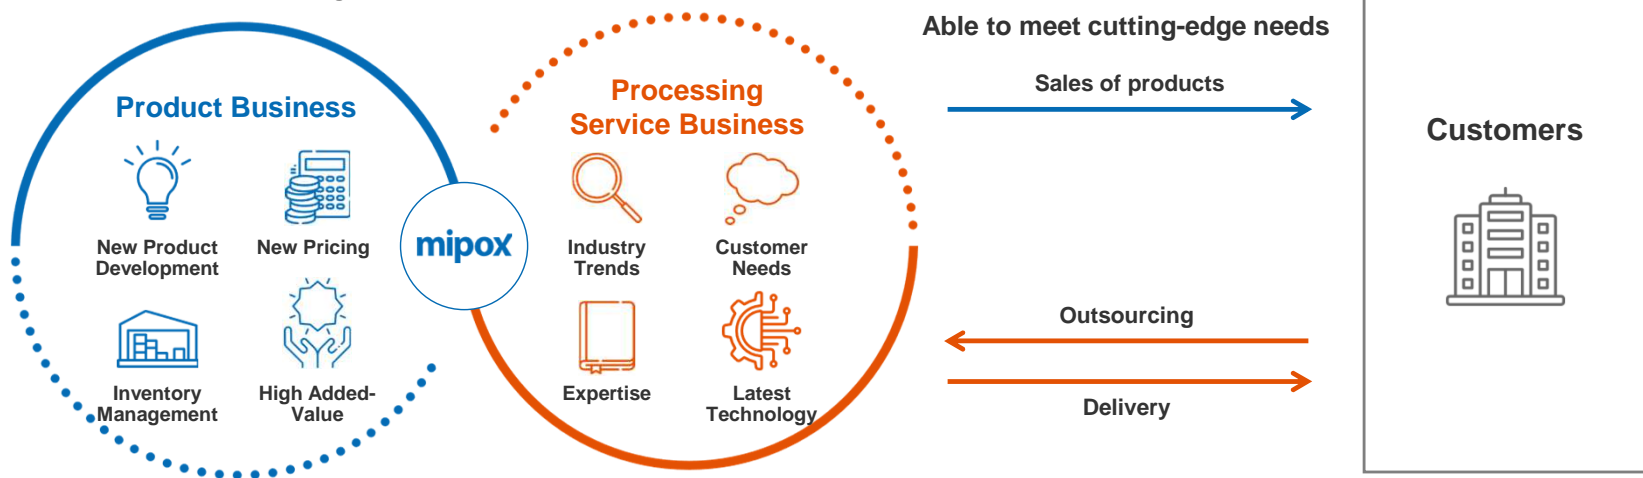 Able to meet cutting-edge needs
Product Business
New Product
Development
New Pricing
Inventory
Management
High Added-
Value
mipox
Processing
Service Business
Industry
Trends
Customer
Needs
Expertise
Latest
Technology
Sales of products
Outsourcing
Delivery
Customers